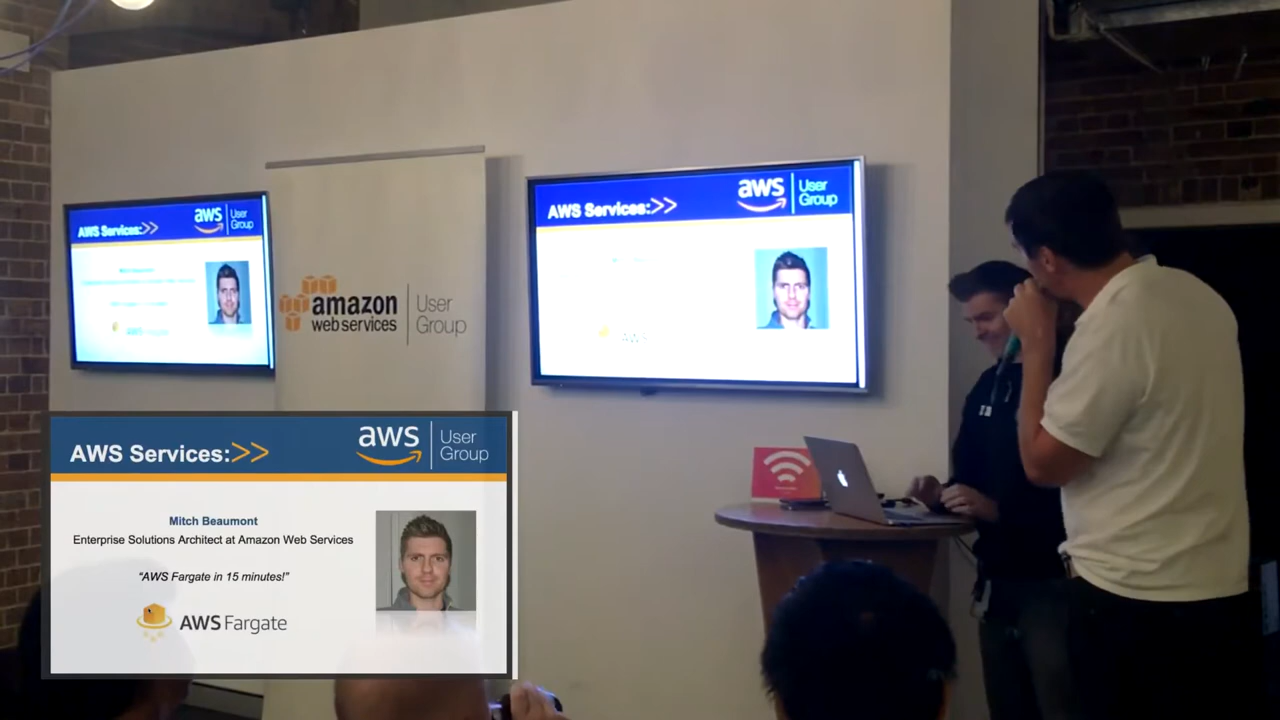 AWS Services:>>
aws
User
Group
AWS Services:>>
aws
User
Group
amazon
web services
User
Group
AWS Services:>>
aws
User
Group
Mitch Beaumont
Enterprise Solutions Architect at Amazon Web Services
“AWS Fargate in 15 minutes!”
AWS Fargate